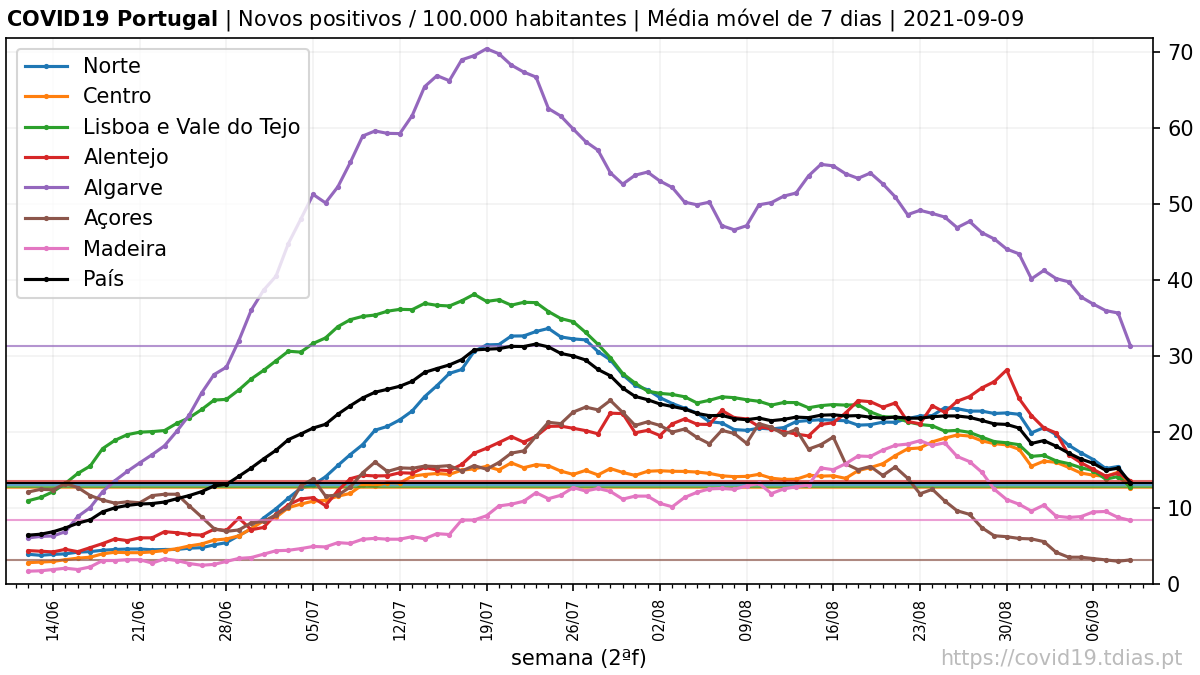 COVID19 Portugal | Novos positivos / 100.000 habitantes | Média móvel de 7 dias | 2021-09-09
Norte
Centro
Lisboa e Vale do Tejo
Alentejo
Algarve
Açores
Madeira
País
70
60
50
40
30
20
10
0
14/06
21/06
28/06
05/07
12/07
19/07
26/07
02/08
09/08
16/08
23/08
30/08
06/09
semana (2ªf)
https://covid19.tdias.pt